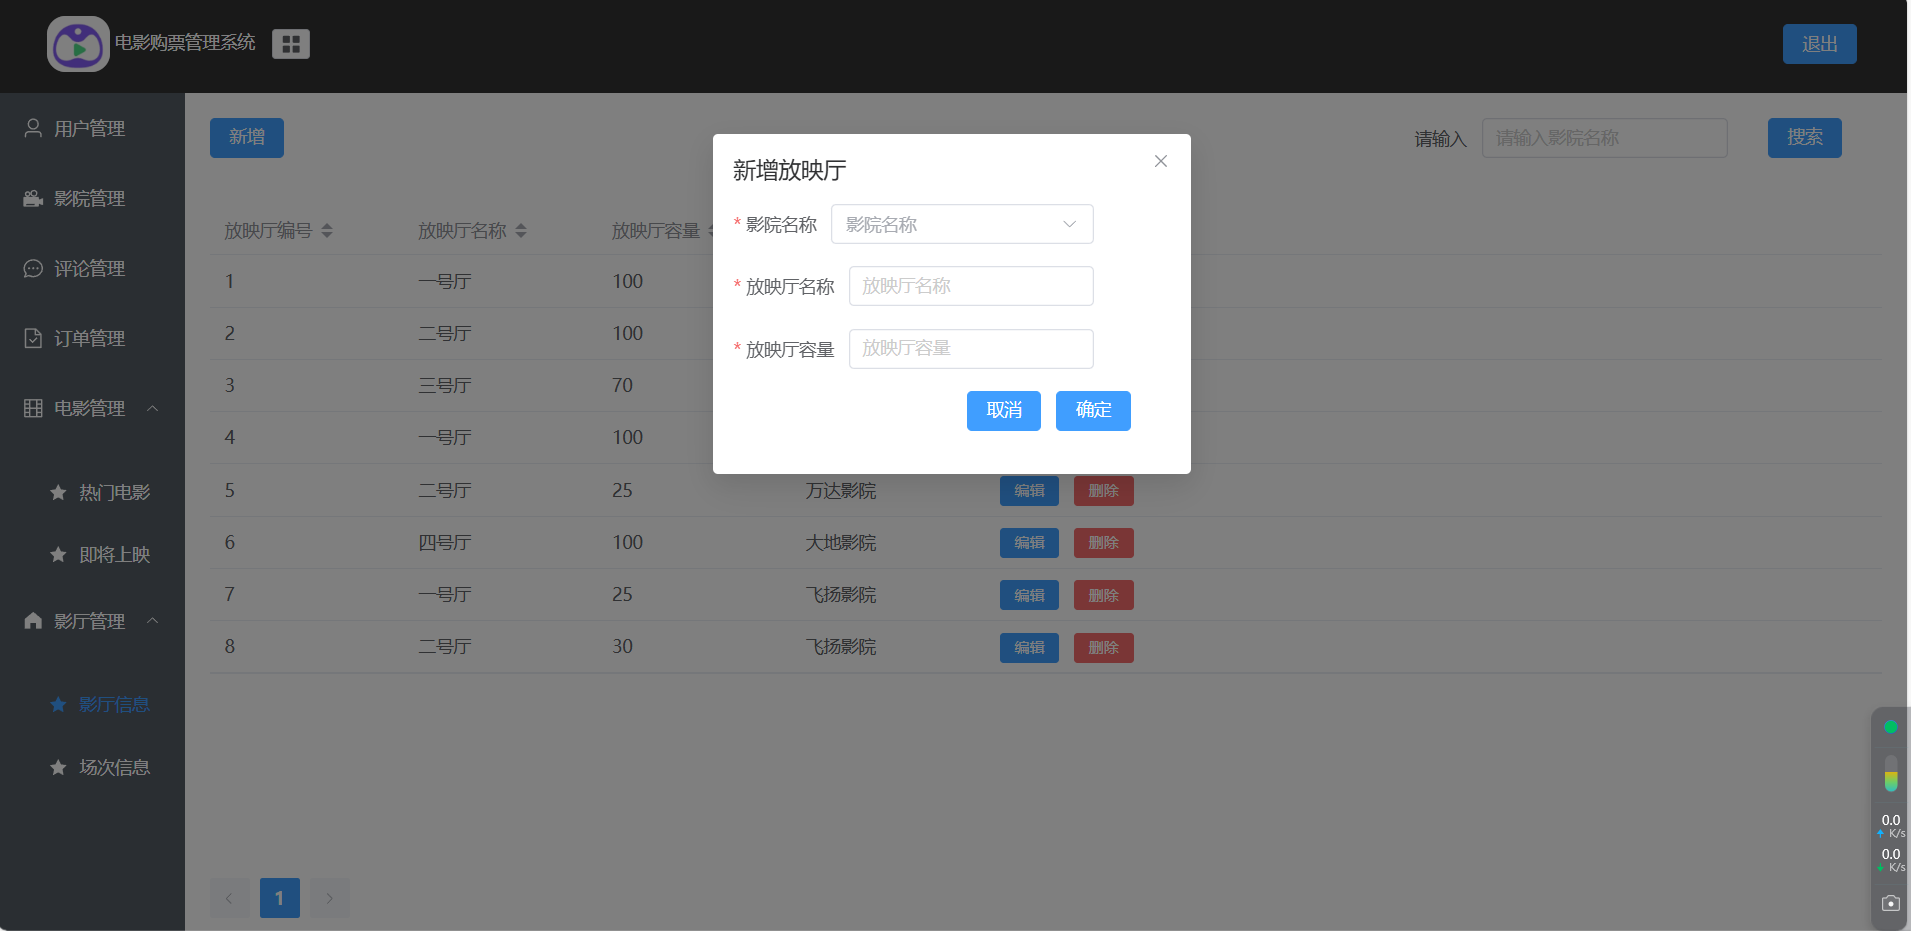 电影购票管理系统
退出
用户管理
影院管理
评论管理
订单管理
电影管理
热门电影
即将上映
影厅管理
影厅信息
场次信息
新增
请输入 请输入影院名称 搜索
放映厅编号 放映厅名称 放映厅容量
1 一号厅 100
2 二号厅 100
3 三号厅 70
4 一号厅 100
5 二号厅 25 万达影院 编辑 删除
6 四号厅 100 大地影院 编辑 删除
7 一号厅 25 飞扬影院 编辑 删除
8 二号厅 30 飞扬影院 编辑 删除
1
新增放映厅
* 影院名称 影院名称
* 放映厅名称 放映厅名称
* 放映厅容量 放映厅容量
取消 确定
0.0
K/s
0.0
K/s